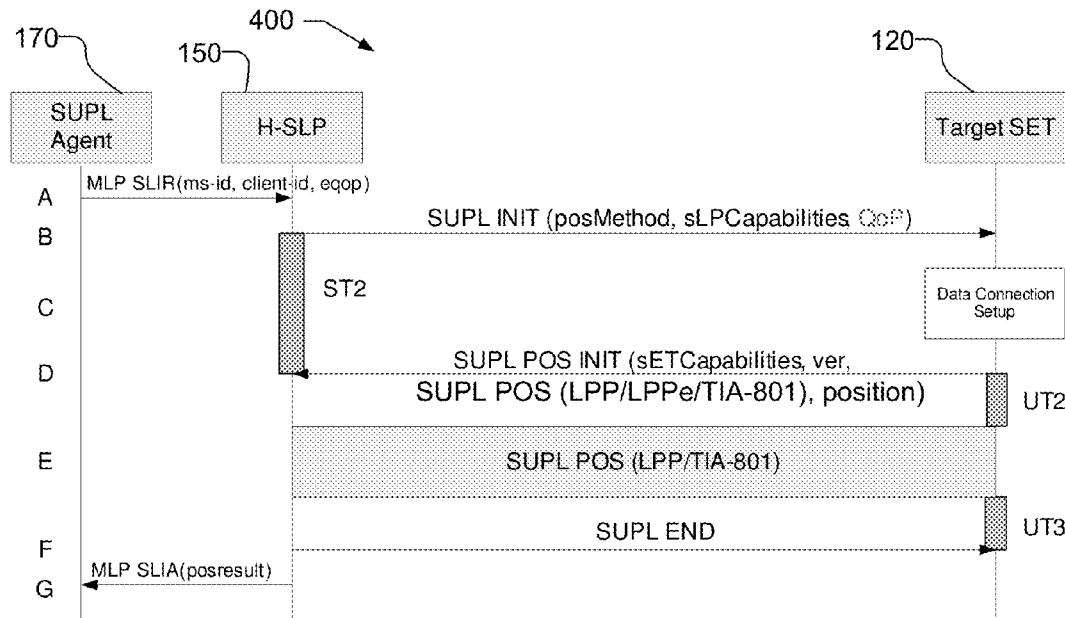 400
170
150
120
SUPL
Agent
H-SLP
Target SET
A
MLP SLIR(ms-id, client-id, eqop)
B
SUPL INIT (posMethod, sLPCapabilities, QoP)
C
ST2
Data Connection
Setup
D
SUPL POS INIT (sETCapabilities, ver,
SUPL POS (LPP/LPPe/TIA-801), position)
UT2
E
SUPL POS (LPP/TIA-801)
SUPL END
UT3
F
MLP SLIA(posresult)
G